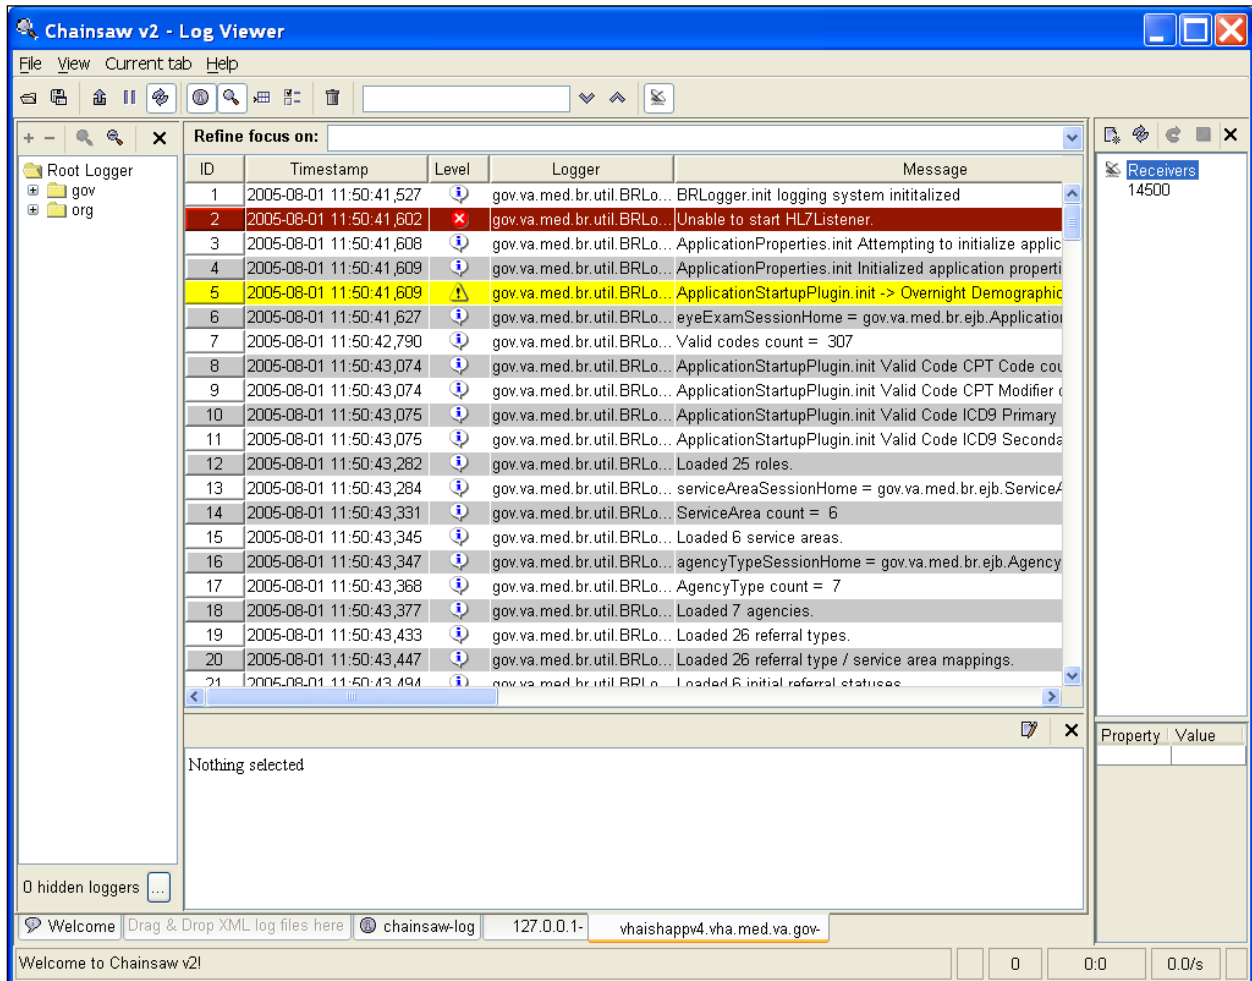 Chainsaw v2 - Log Viewer
File View Current tab Help
Refine focus on:
Root Logger
gov
org
ID Timestamp Level Logger Message
1 2005-08-01 11:50:41,527 gov.va.med.br.util.BRLo... BRLogger.init logging system inititalized
2 2005-08-01 11:50:41,602 gov.va.med.br.util.BRLo... Unable to start HL7Listener.
3 2005-08-01 11:50:41,608 gov.va.med.br.util.BRLo... ApplicationProperties.init Attempting to initialize applic
4 2005-08-01 11:50:41,609 gov.va.med.br.util.BRLo... ApplicationProperties.init Initialized application properti
5 2005-08-01 11:50:41,609 gov.va.med.br.util.BRLo... ApplicationStartupPlugin.init -> Overnight Demographic
6 2005-08-01 11:50:41,627 gov.va.med.br.util.BRLo... eyeExamSessionHome = gov.va.med.br.ejb.Application
7 2005-08-01 11:50:42,790 gov.va.med.br.util.BRLo... Valid codes count = 307
8 2005-08-01 11:50:43,074 gov.va.med.br.util.BRLo... ApplicationStartupPlugin.init Valid Code CPT Code cou
9 2005-08-01 11:50:43,074 gov.va.med.br.util.BRLo... ApplicationStartupPlugin.init Valid Code CPT Modifier
10 2005-08-01 11:50:43,075 gov.va.med.br.util.BRLo... ApplicationStartupPlugin.init Valid Code ICD9 Primary
11 2005-08-01 11:50:43,075 gov.va.med.br.util.BRLo... ApplicationStartupPlugin.init Valid Code ICD9 Seconda
12 2005-08-01 11:50:43,282 gov.va.med.br.util.BRLo... Loaded 25 roles.
13 2005-08-01 11:50:43,284 gov.va.med.br.util.BRLo... serviceAreaSessionHome = gov.va.med.br.ejb.ServiceA
14 2005-08-01 11:50:43,331 gov.va.med.br.util.BRLo... ServiceArea count = 6
15 2005-08-01 11:50:43,345 gov.va.med.br.util.BRLo... Loaded 6 service areas.
16 2005-08-01 11:50:43,347 gov.va.med.br.util.BRLo... agencyTypeSessionHome = gov.va.med.br.ejb.Agency
17 2005-08-01 11:50:43,368 gov.va.med.br.util.BRLo... AgencyType count = 7
18 2005-08-01 11:50:43,377 gov.va.med.br.util.BRLo... Loaded 7 agencies.
19 2005-08-01 11:50:43,433 gov.va.med.br.util.BRLo... Loaded 26 referral types.
20 2005-08-01 11:50:43,447 gov.va.med.br.util.BRLo... Loaded 26 referral type / service area mappings.
21 2005-08-01 11:50:43,494 gov.va.med.br.util.BRLo... Loaded 6 initial referral statuses
Receivers
14500
Property Value
Nothing selected
0 hidden loggers ...
Welcome Drag & Drop XML log files here chainsaw-log 127.0.0.1- vhaishappv4.vha.med.va.gov-
Welcome to Chainsaw v2! 0 0:0 0.0/s